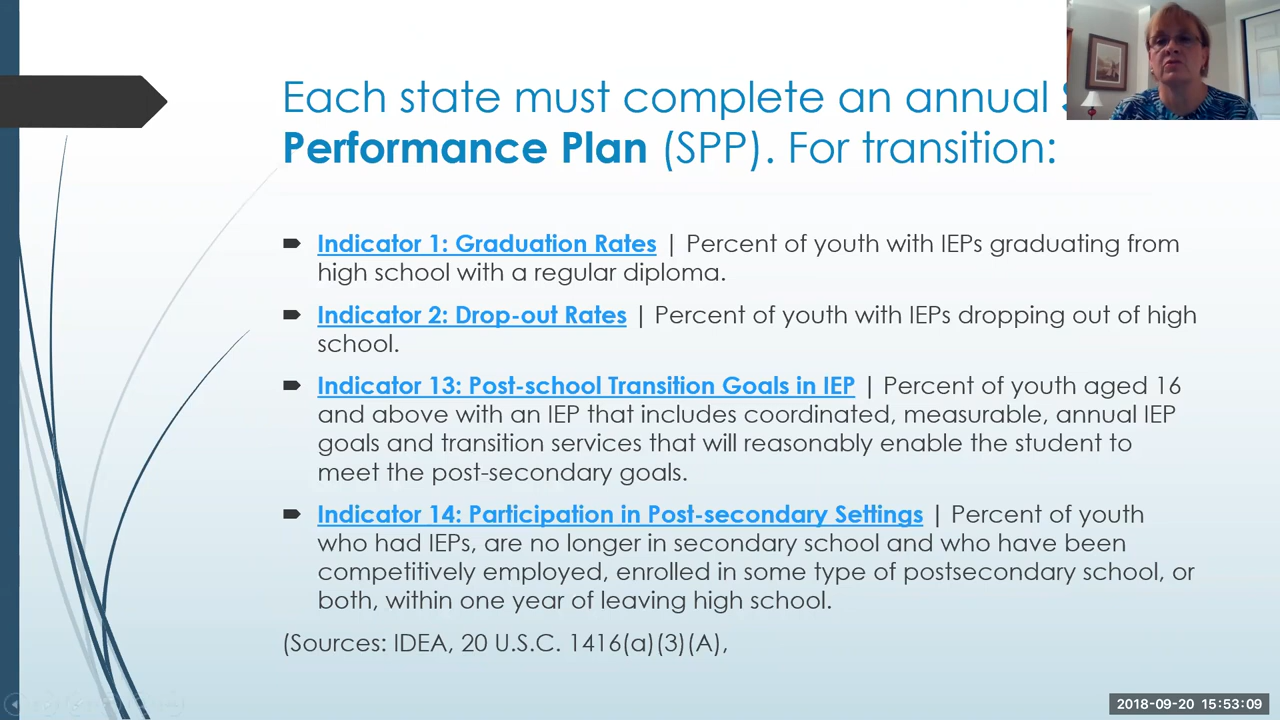 Each state must complete an annual
Performance Plan (SPP). For transition:
Indicator 1: Graduation Rates | Percent of youth with IEPs graduating from
high school with a regular diploma.
Indicator 2: Drop-out Rates | Percent of youth with IEPs dropping out of high
school.
Indicator 13: Post-school Transition Goals in IEP | Percent of youth aged 16
and above with an IEP that includes coordinated, measurable, annual IEP
goals and transition services that will reasonably enable the student to
meet the post-secondary goals.
Indicator 14: Participation in Post-secondary Settings | Percent of youth
who had IEPs, are no longer in secondary school and who have been
competitively employed, enrolled in some type of postsecondary school, or
both, within one year of leaving high school.
(Sources: IDEA, 20 U.S.C. 1416(a)(3)(A),
2018-09-20 15:53:09